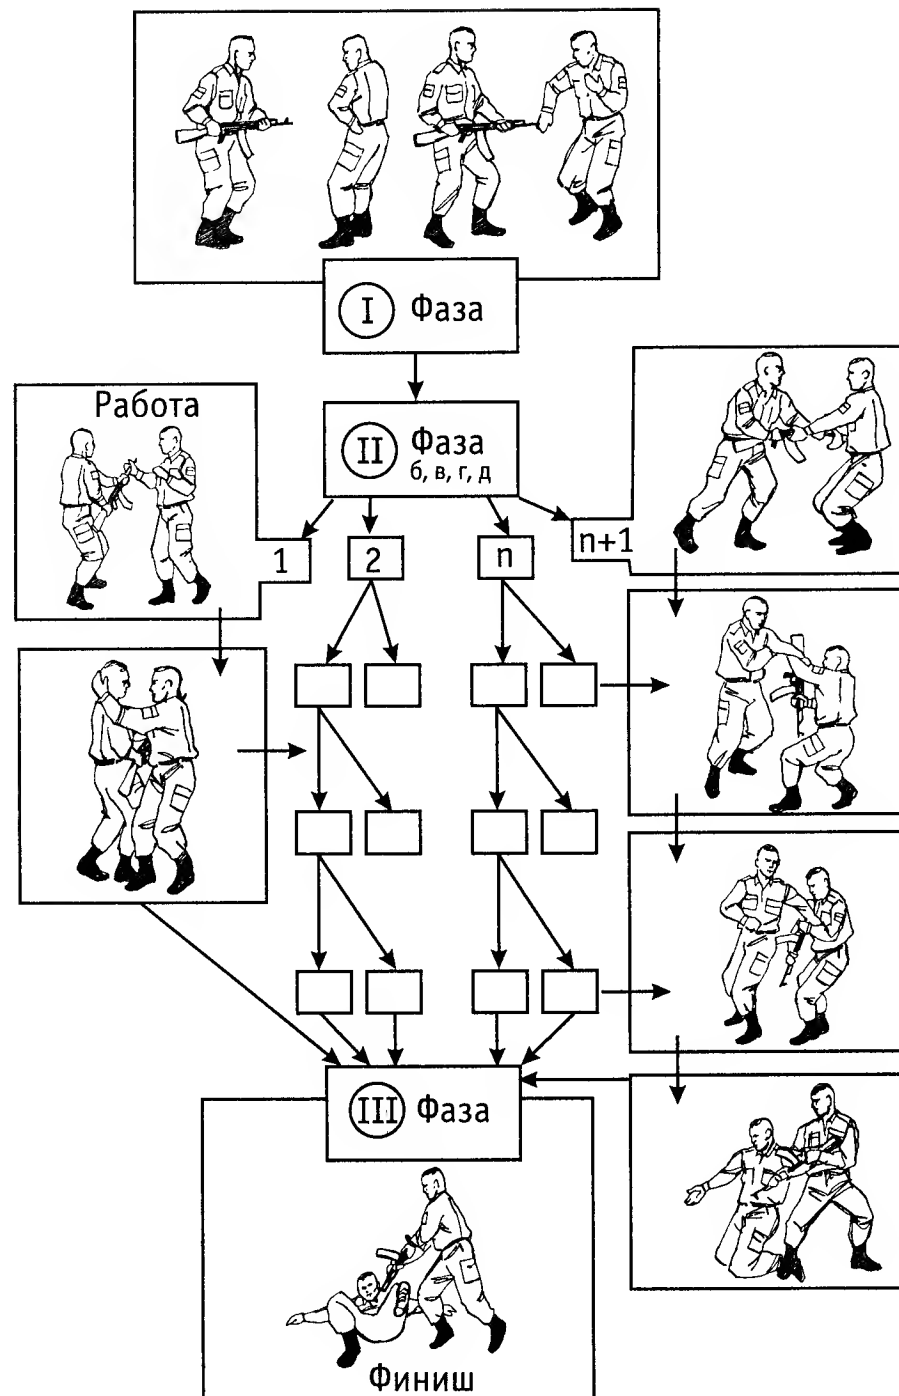 I Фаза
Работа
II Фаза
б, в, г, д
1
2
n
n+1
III Фаза
Финиш